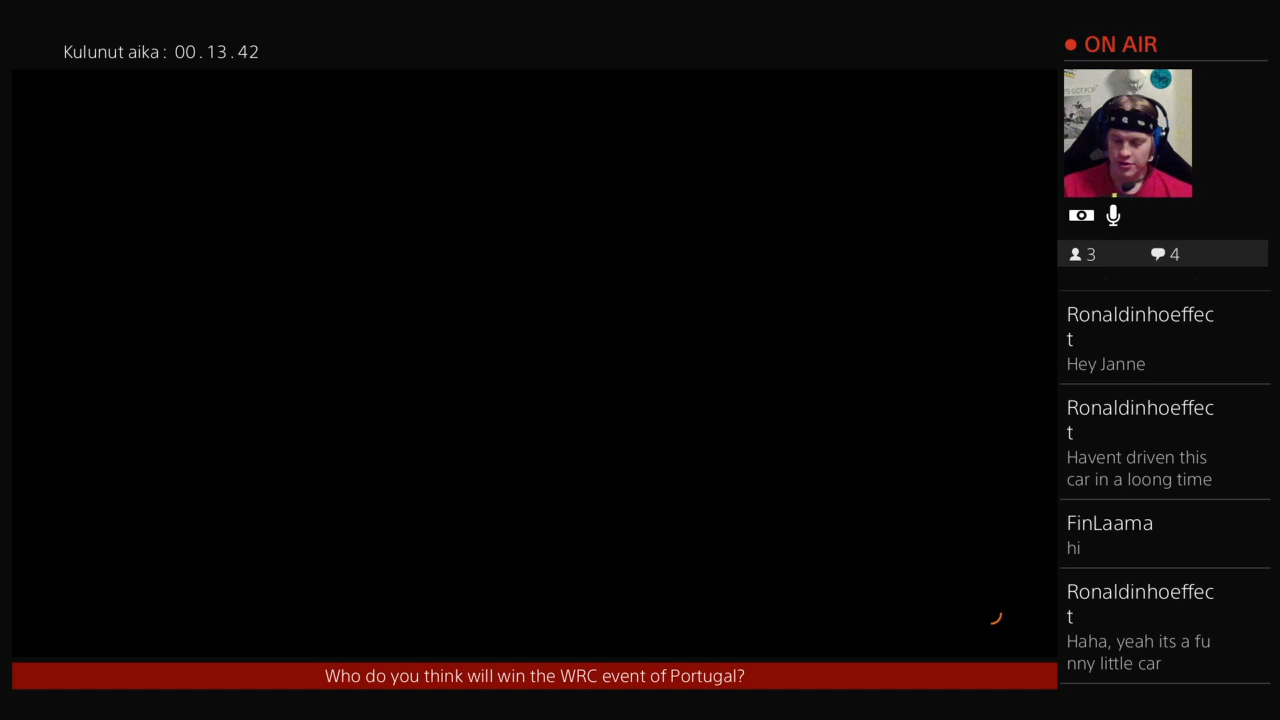 Kulunut aika : 00 . 13 . 42
ON AIR
3
4
Ronaldinhoeffec
t
Hey Janne
Ronaldinhoeffec
t
Havent driven this
car in a loong time
FinLaama
hi
Ronaldinhoeffec
t
Haha, yeah its a fu
nny little car
Who do you think will win the WRC event of Portugal?